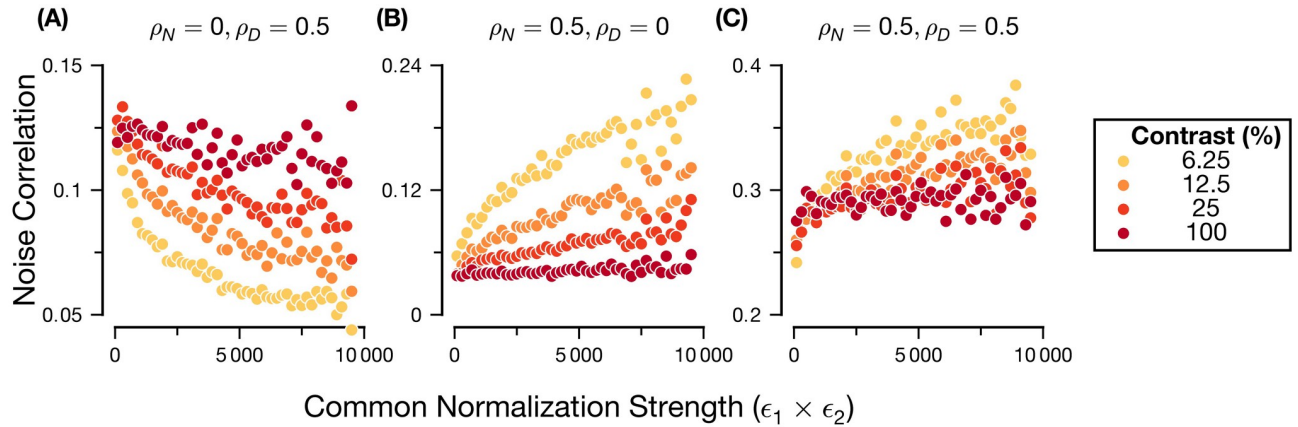 (A)
ρN = 0, ρD = 0.5
(B)
ρN = 0.5, ρD = 0
(C)
ρN = 0.5, ρD = 0.5
Noise Correlation
0.15
0.1
0.05
0
5 000
10 000
0.24
0.12
0
0
5 000
10 000
0.4
0.3
0.2
0
5 000
10 000
Contrast (%)
6.25
12.5
25
100
Common Normalization Strength (ϵ1 × ϵ2)